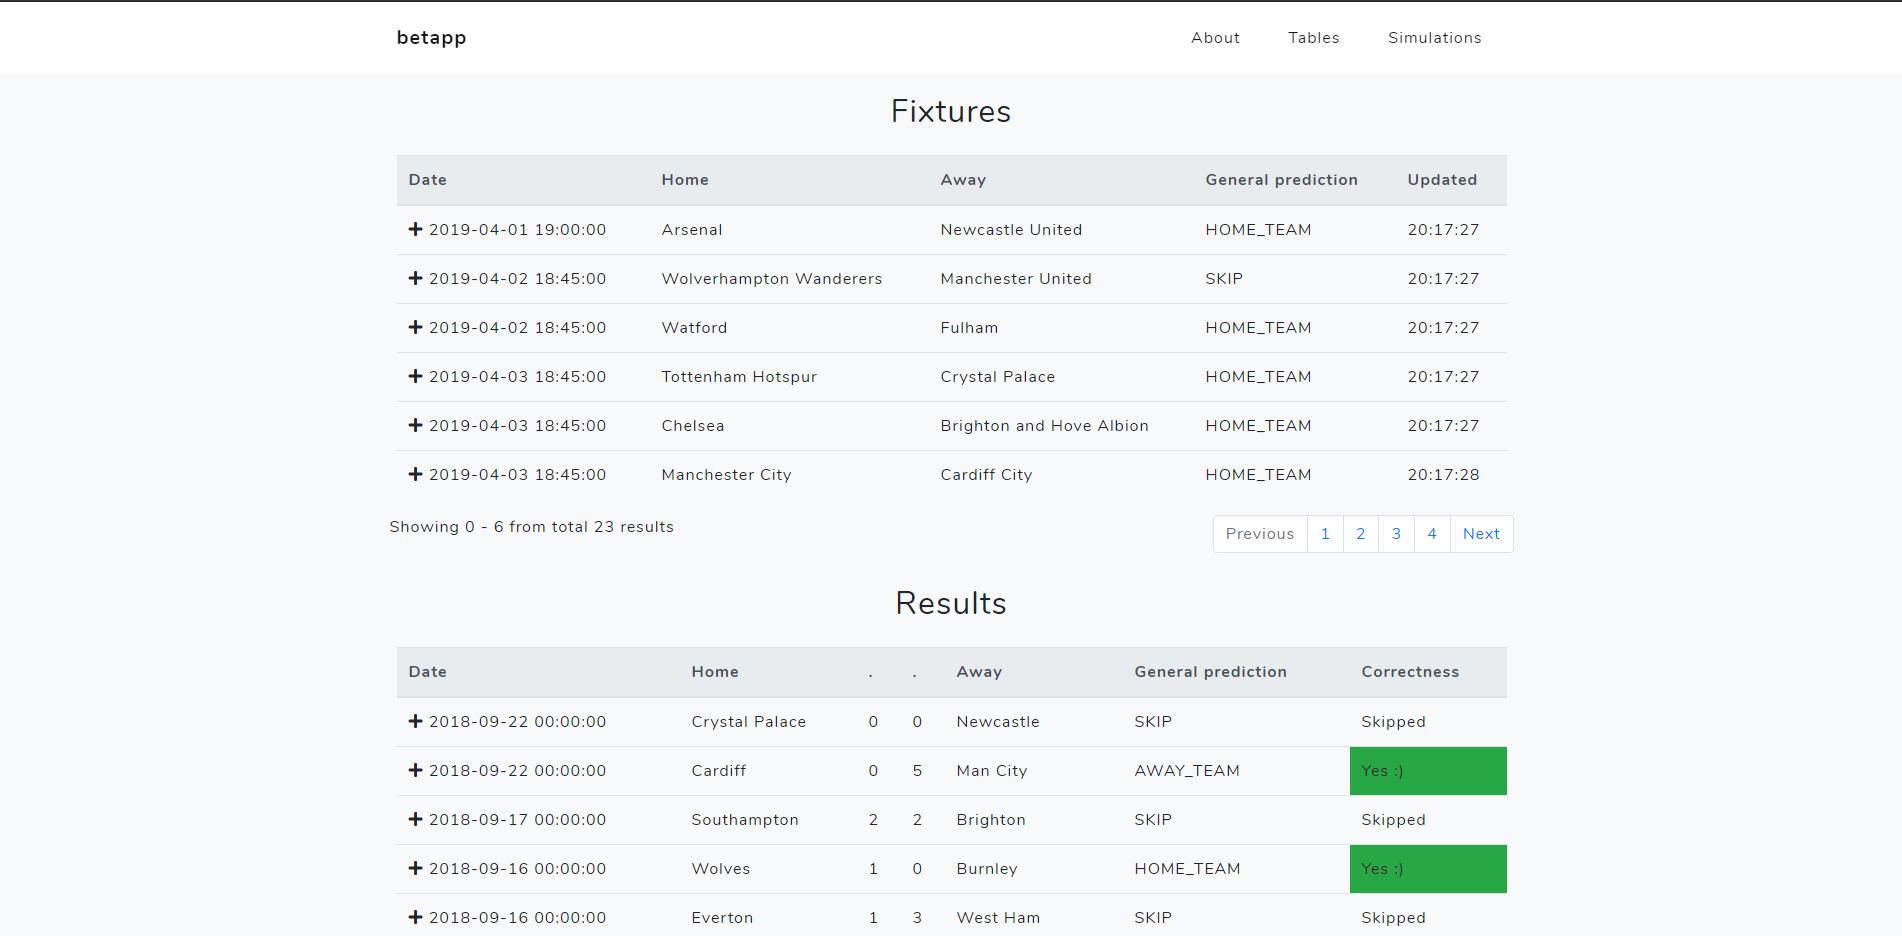 betapp About Tables Simulations
Fixtures
Date Home Away General prediction Updated
2019-04-01 19:00:00 Arsenal Newcastle United HOME_TEAM 20:17:27
2019-04-02 18:45:00 Wolverhampton Wanderers Manchester United SKIP 20:17:27
2019-04-02 18:45:00 Watford Fulham HOME_TEAM 20:17:27
2019-04-03 18:45:00 Tottenham Hotspur Crystal Palace HOME_TEAM 20:17:27
2019-04-03 18:45:00 Chelsea Brighton and Hove Albion HOME_TEAM 20:17:27
2019-04-03 18:45:00 Manchester City Cardiff City HOME_TEAM 20:17:28
Showing 0 - 6 from total 23 results Previous 1 2 3 4 Next
Results
Date Home . . Away General prediction Correctness
2018-09-22 00:00:00 Crystal Palace 0 0 Newcastle SKIP Skipped
2018-09-22 00:00:00 Cardiff 0 5 Man City AWAY_TEAM Yes :)
2018-09-17 00:00:00 Southampton 2 2 Brighton SKIP Skipped
2018-09-16 00:00:00 Wolves 1 0 Burnley HOME_TEAM Yes :)
2018-09-16 00:00:00 Everton 1 3 West Ham SKIP Skipped